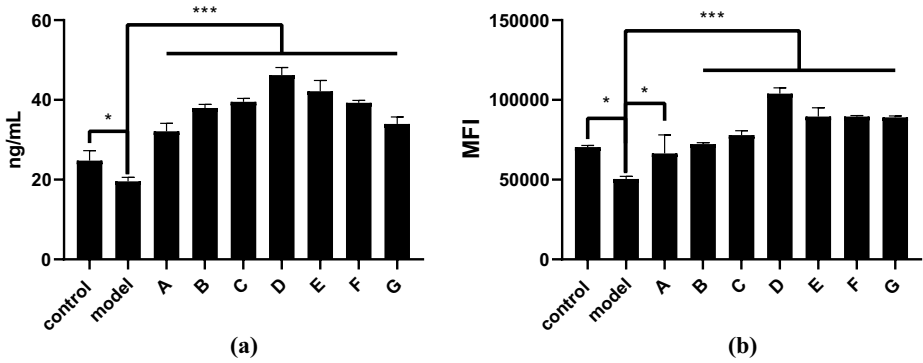 60
40
20
0
ng/mL
***
*
control
model
A
B
C
D
E
F
G
(a)
150000
100000
50000
0
MFI
***
*
*
control
model
A
B
C
D
E
F
G
(b)